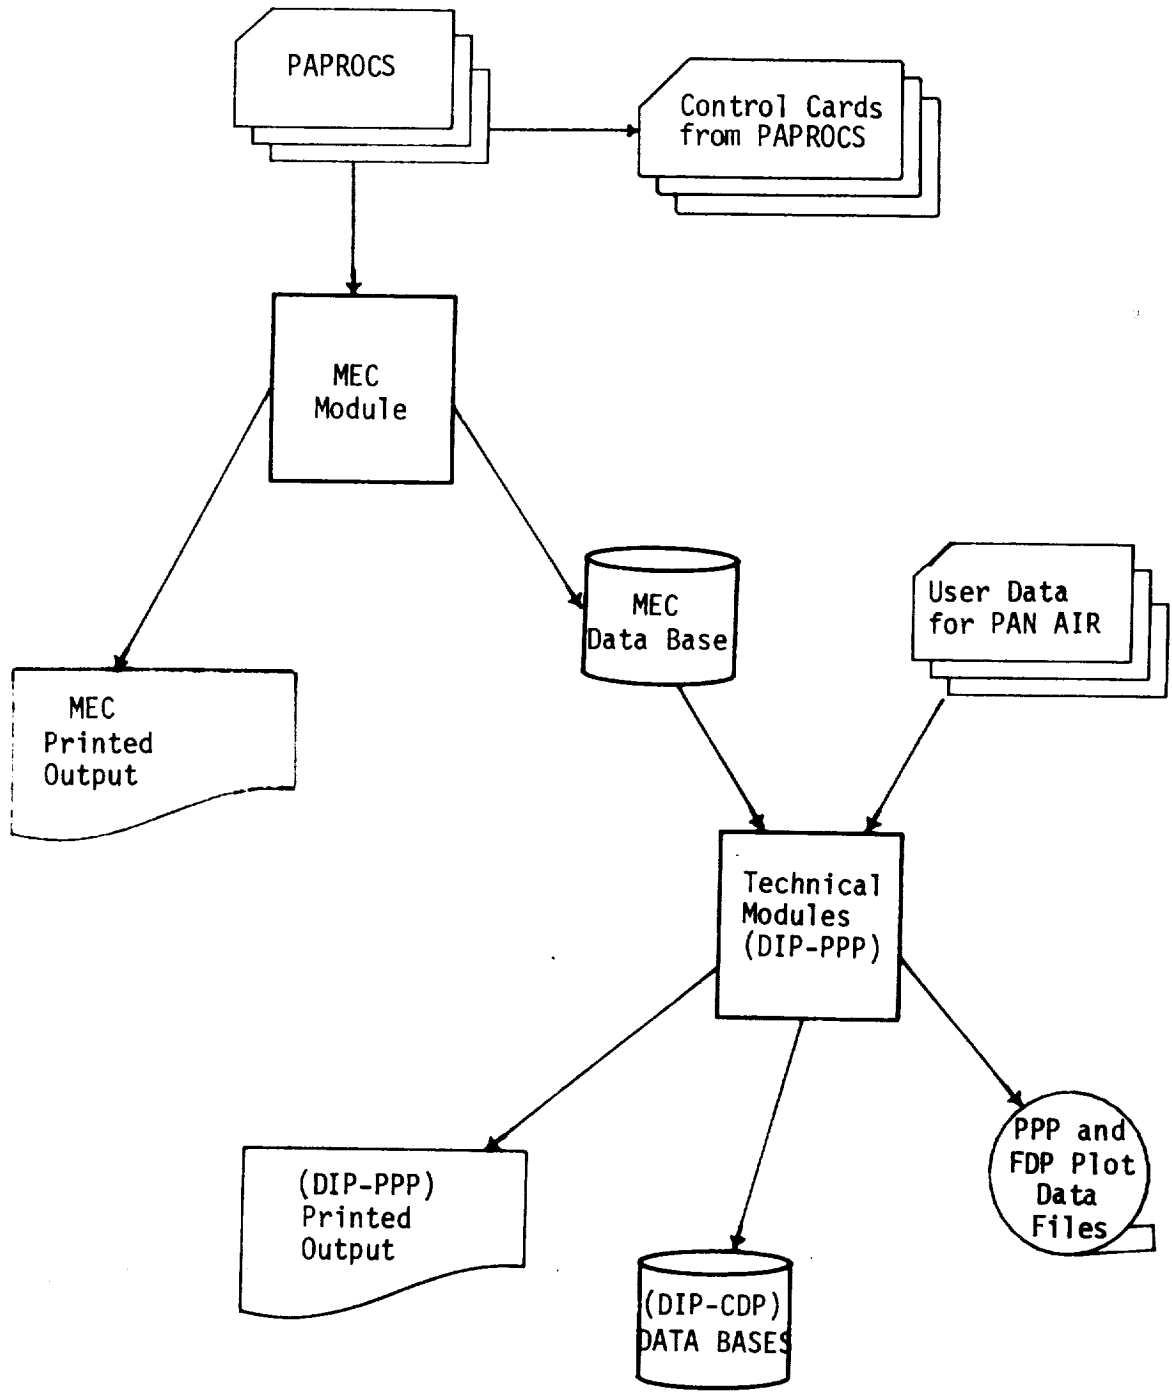 PAPROCS
Control Cards
from PAPROCS
MEC
Module
MEC
Data Base
User Data
for PAN AIR
MEC
Printed
Output
Technical
Modules
(DIP-PPP)
(DIP-PPP)
Printed
Output
(DIP-CDP)
DATA BASES
PPP and
FDP Plot
Data
Files